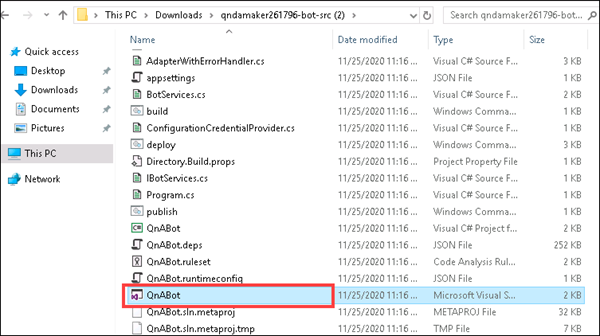 This PC > Downloads > qndamaker261796-bot-src (2) Search qndamaker261796-bot-src
Name Date modified Type Size
Quick access
Desktop
Downloads
Documents
Pictures
This PC
Network
AdapterWithErrorHandler.cs 11/25/2020 11:16 ... Visual C# Source F... 3 KB
appsettings 11/25/2020 11:16 ... JSON File 1 KB
BotServices.cs 11/25/2020 11:16 ... Visual C# Source F... 2 KB
build 11/25/2020 11:16 ... Windows Comma... 1 KB
ConfigurationCredentialProvider.cs 11/25/2020 11:16 ... Visual C# Source F... 1 KB
deploy 11/25/2020 11:16 ... Windows Comma... 4 KB
Directory.Build.props 11/25/2020 11:16 ... Project Property File 1 KB
IBotServices.cs 11/25/2020 11:16 ... Visual C# Source F... 1 KB
Program.cs 11/25/2020 11:16 ... Visual C# Source F... 1 KB
publish 11/25/2020 11:16 ... Windows Comma... 1 KB
QnABot 11/25/2020 11:16 ... Visual C# Project f... 2 KB
QnABot.deps 11/25/2020 11:16 ... JSON File 252 KB
QnABot.ruleset 11/25/2020 11:16 ... Code Analysis Rul... 2 KB
QnABot.runtimeconfig 11/25/2020 11:16 ... JSON File 1 KB
QnABot 11/25/2020 11:16 ... Microsoft Visual S... 2 KB
QnABot.sln.metaproj 11/25/2020 11:16 ... METAPROJ File 32 KB
QnABot.sln.metaproj.tmp 11/25/2020 11:16 ... TMP File 7 KB